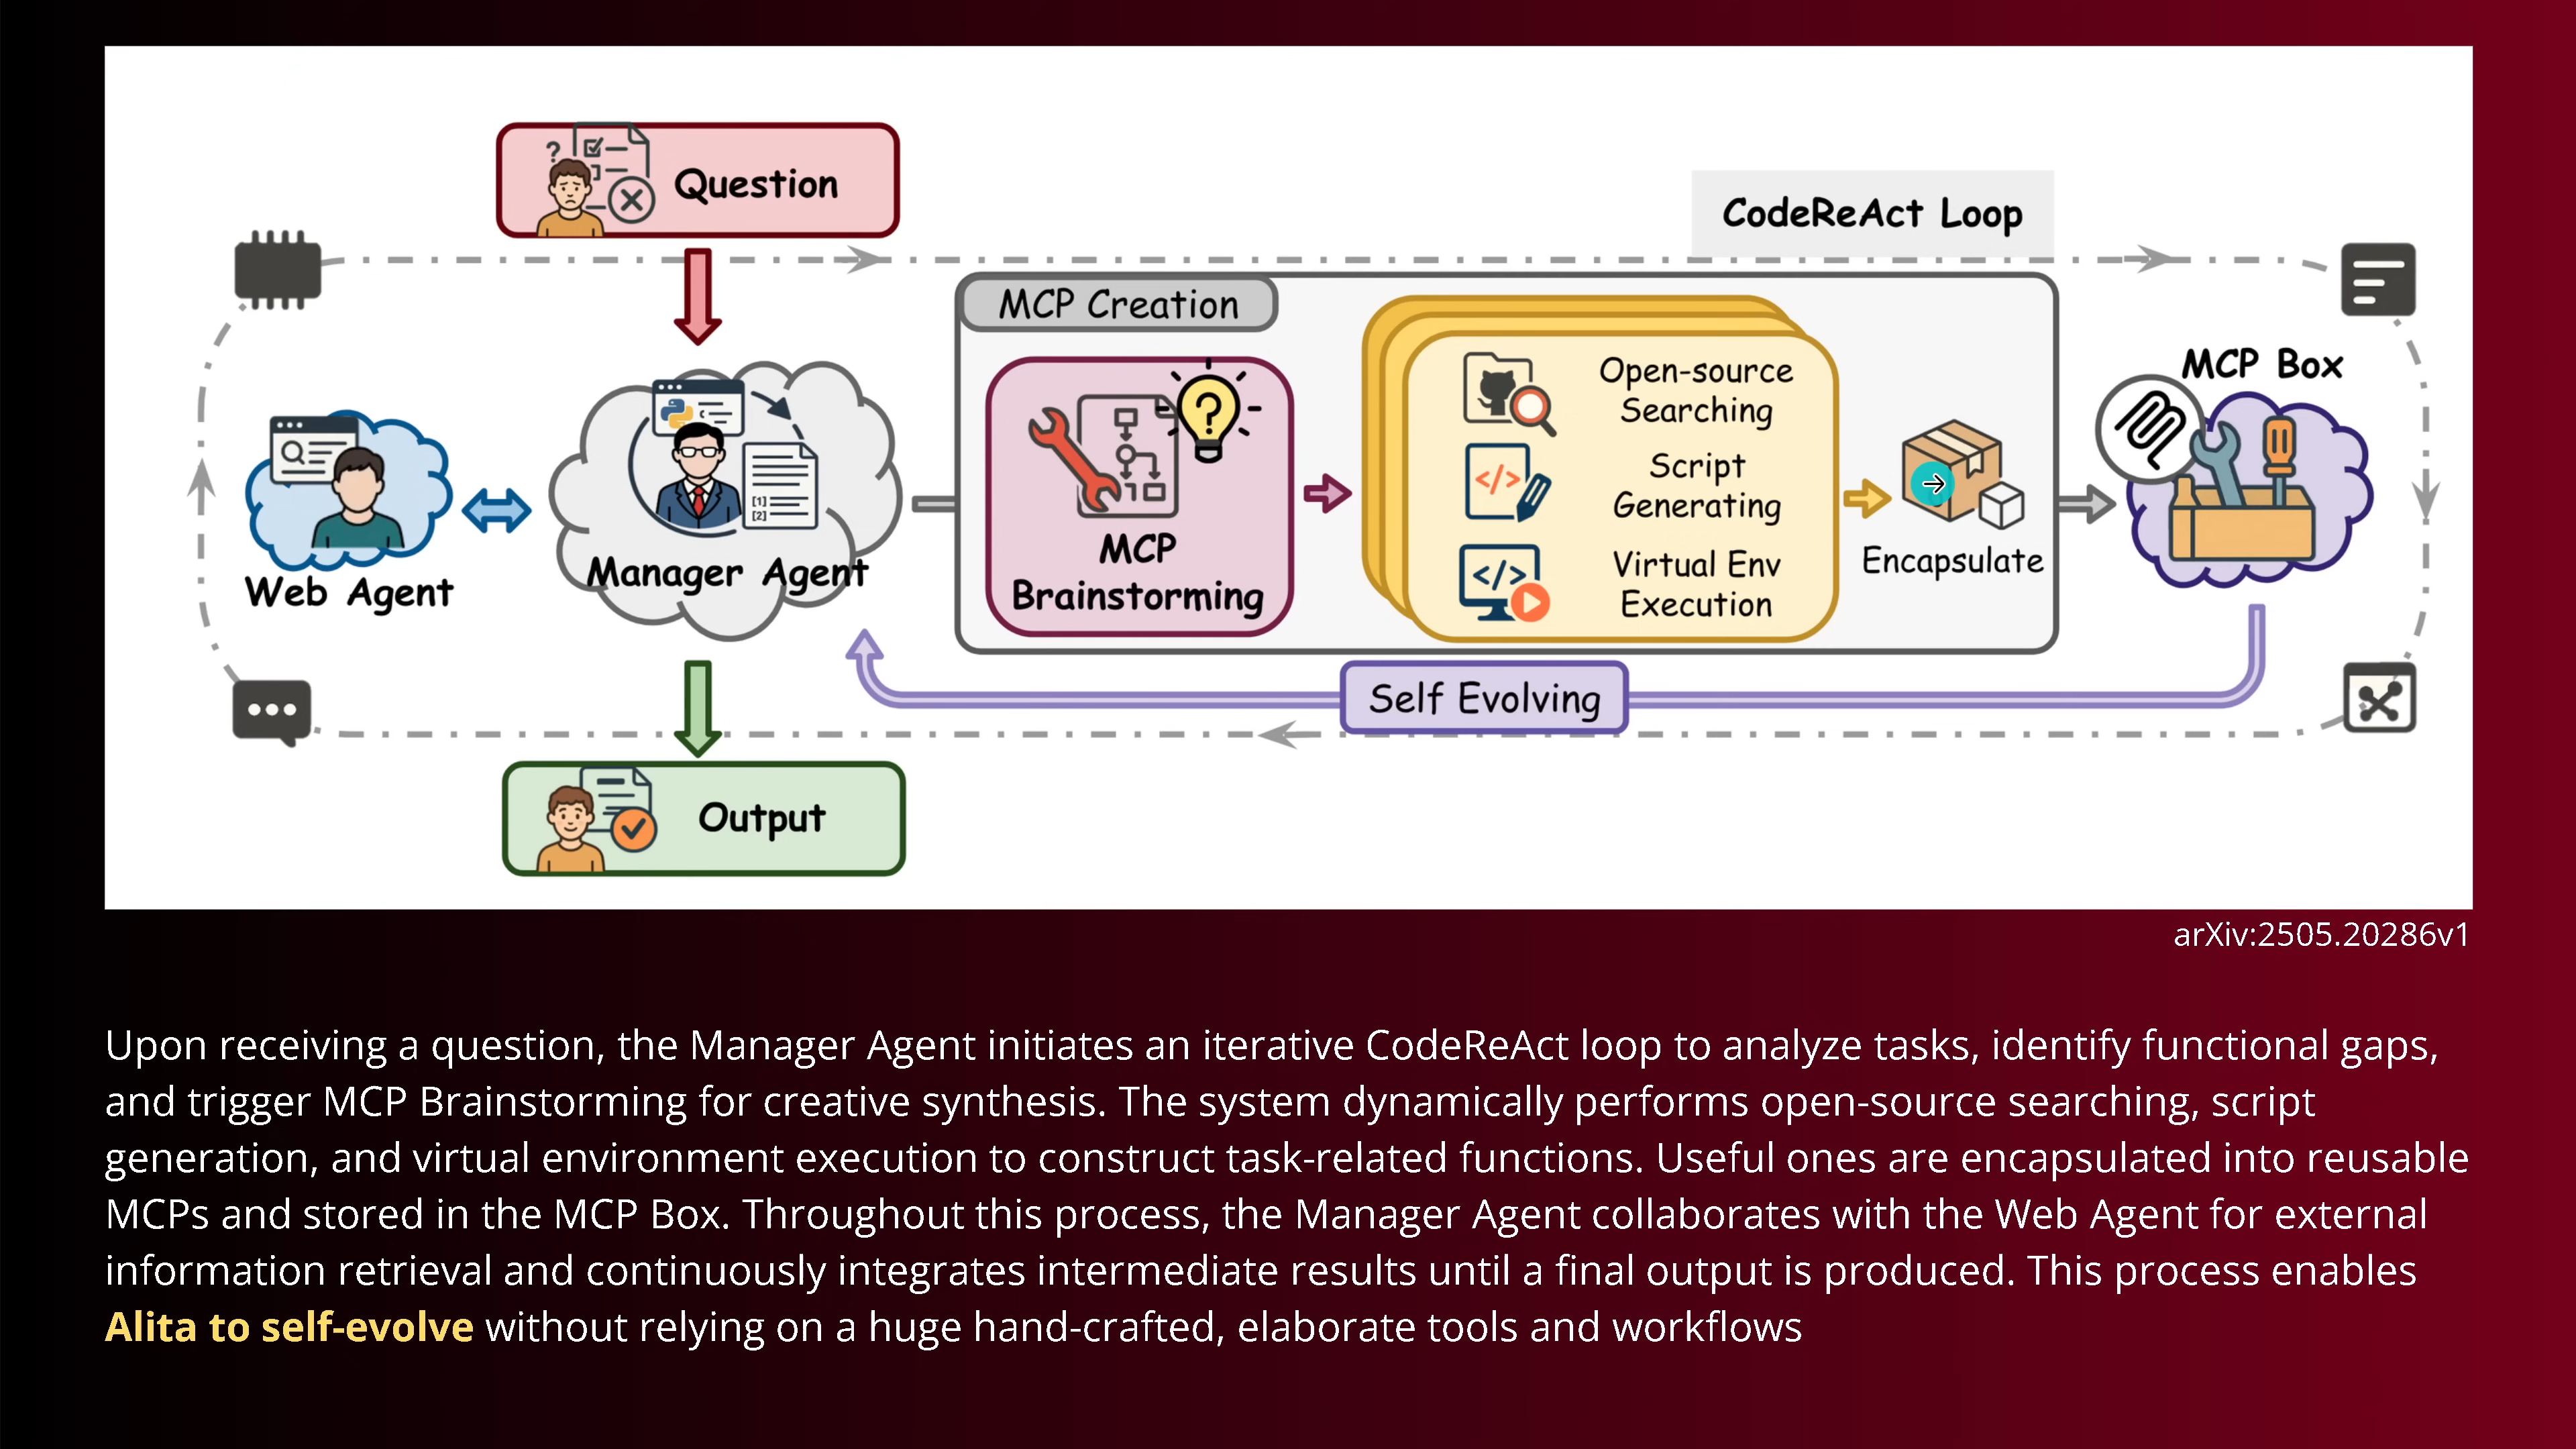 Question
CodeReAct Loop
MCP Creation
MCP Box
Open-source
Searching
Script
Generating
MCP
Brainstorming
Virtual Env
Execution
Encapsulate
[1]
[2]
Web Agent
Manager Agent
Self Evolving
Output
arXiv:2505.20286v1
Upon receiving a question, the Manager Agent initiates an iterative CodeReAct loop to analyze tasks, identify functional gaps,
and trigger MCP Brainstorming for creative synthesis. The system dynamically performs open-source searching, script
generation, and virtual environment execution to construct task-related functions. Useful ones are encapsulated into reusable
MCPs and stored in the MCP Box. Throughout this process, the Manager Agent collaborates with the Web Agent for external
information retrieval and continuously integrates intermediate results until a final output is produced. This process enables
Alita to self-evolve without relying on a huge hand-crafted, elaborate tools and workflows